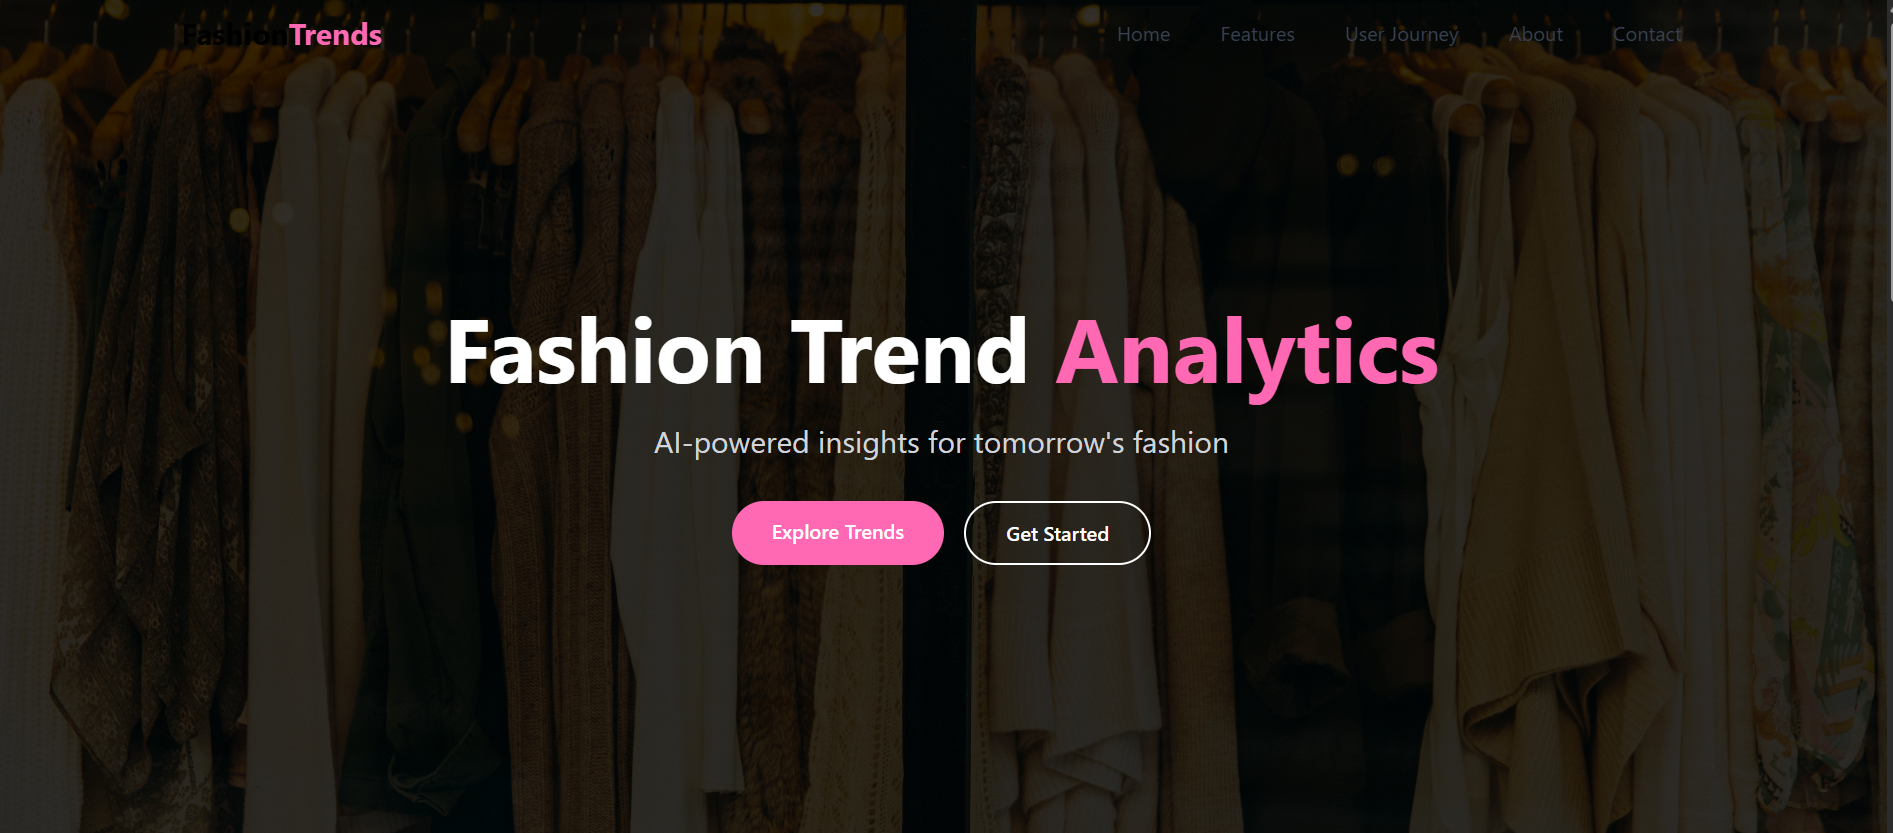 FashionTrends
Home Features User Journey About Contact
Fashion Trend Analytics
AI-powered insights for tomorrow's fashion
Explore Trends Get Started